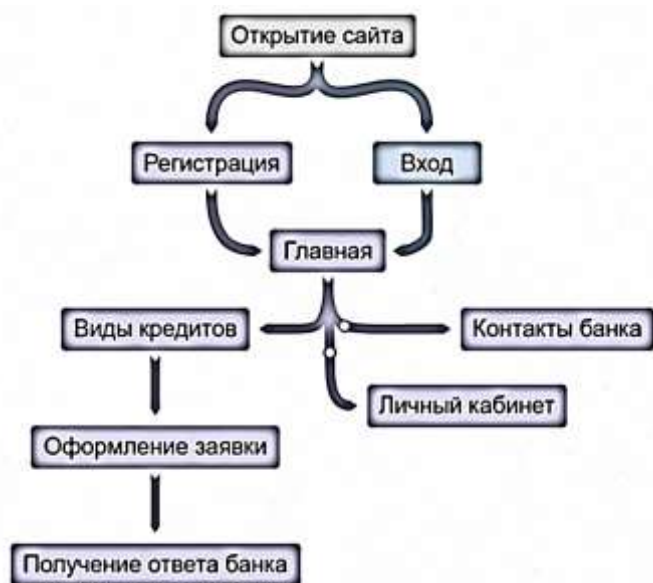 Открытие сайта
Регистрация
Вход
Главная
Виды кредитов
Контакты банка
Личный кабинет
Оформление заявки
Получение ответа банка